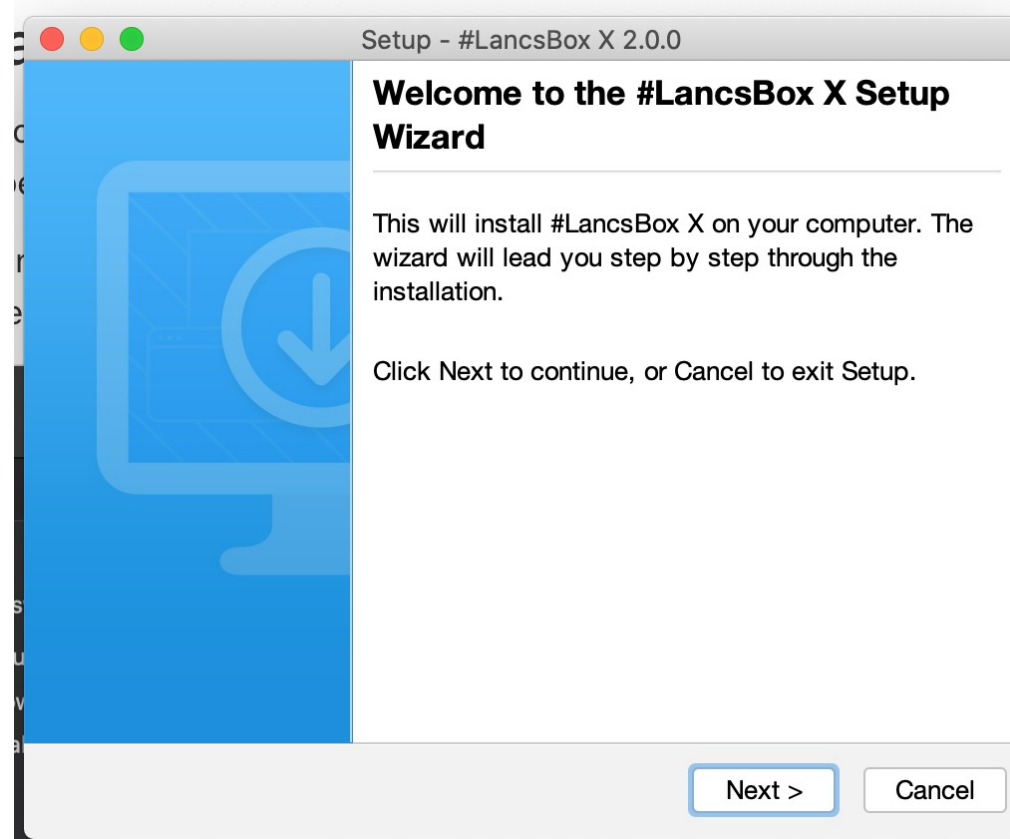 Setup - #LancsBox X 2.0.0
Welcome to the #LancsBox X Setup
Wizard
This will install #LancsBox X on your computer. The
wizard will lead you step by step through the
installation.
Click Next to continue, or Cancel to exit Setup.
Next >
Cancel